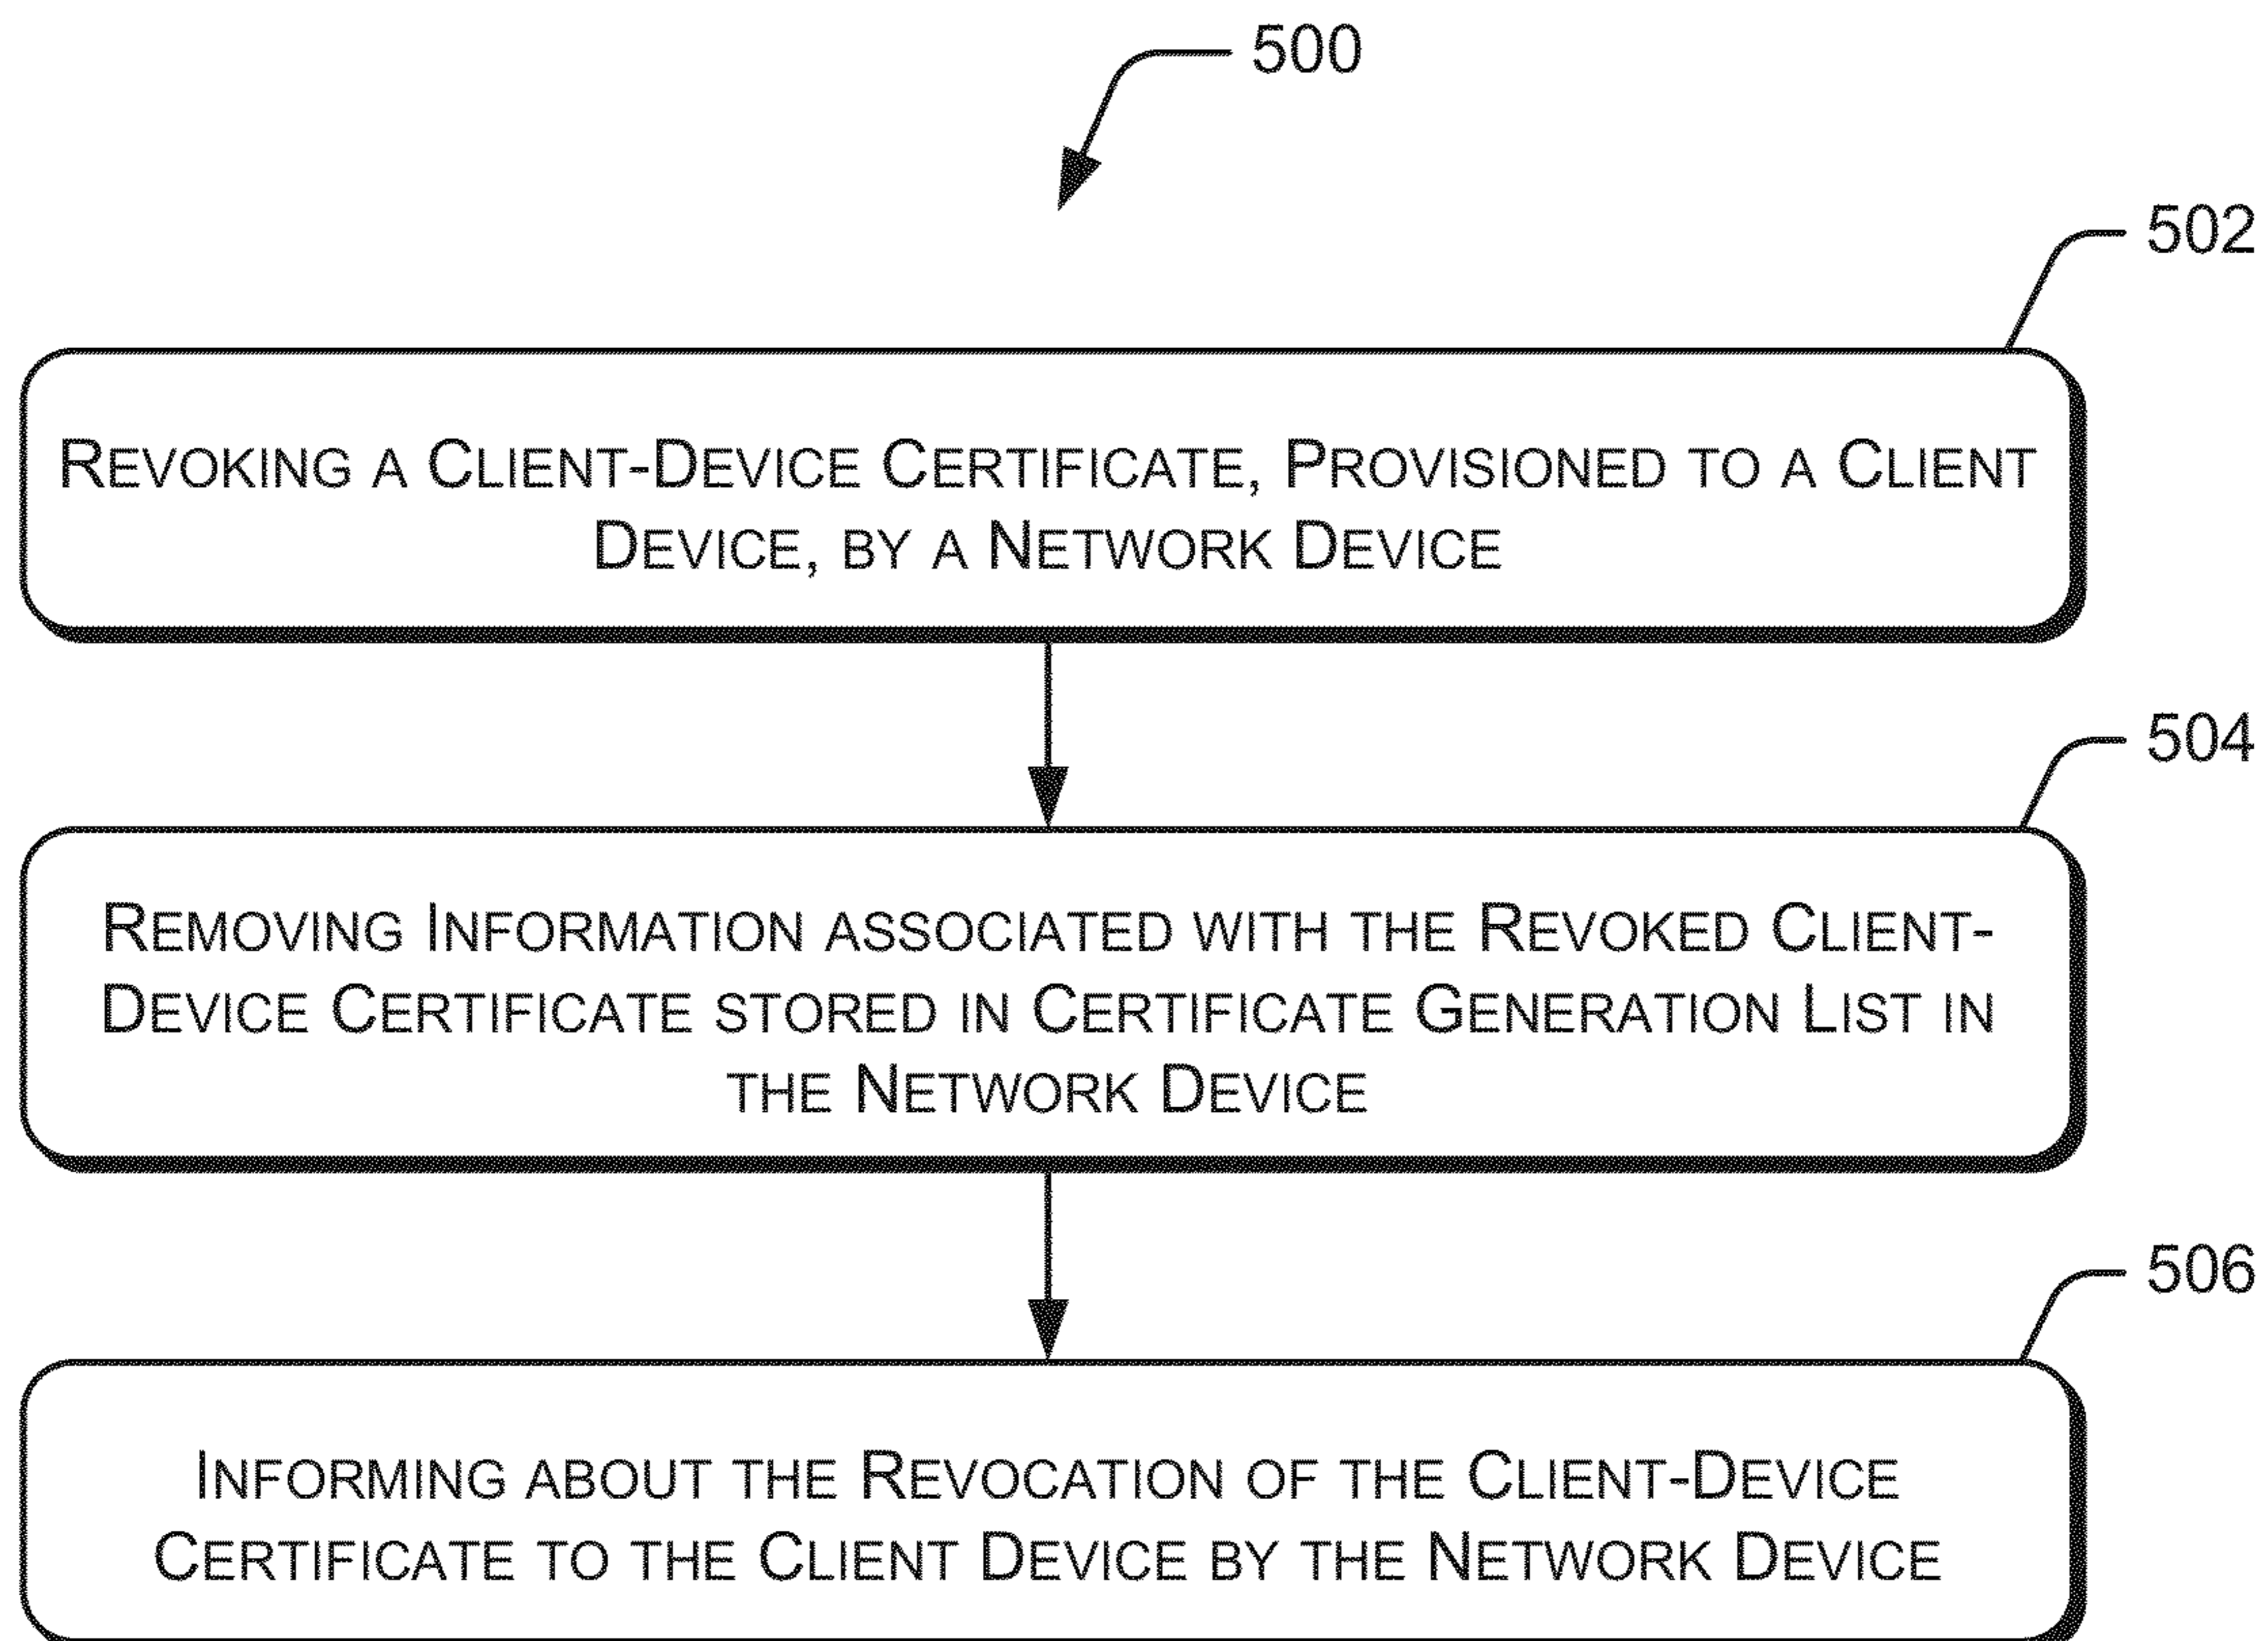 500
502
REVOKING A CLIENT-DEVICE CERTIFICATE, PROVISIONED TO A CLIENT
DEVICE, BY A NETWORK DEVICE
504
REMOVING INFORMATION ASSOCIATED WITH THE REVOKED CLIENT-
DEVICE CERTIFICATE STORED IN CERTIFICATE GENERATION LIST IN
THE NETWORK DEVICE
506
INFORMING ABOUT THE REVOCATION OF THE CLIENT-DEVICE
CERTIFICATE TO THE CLIENT DEVICE BY THE NETWORK DEVICE